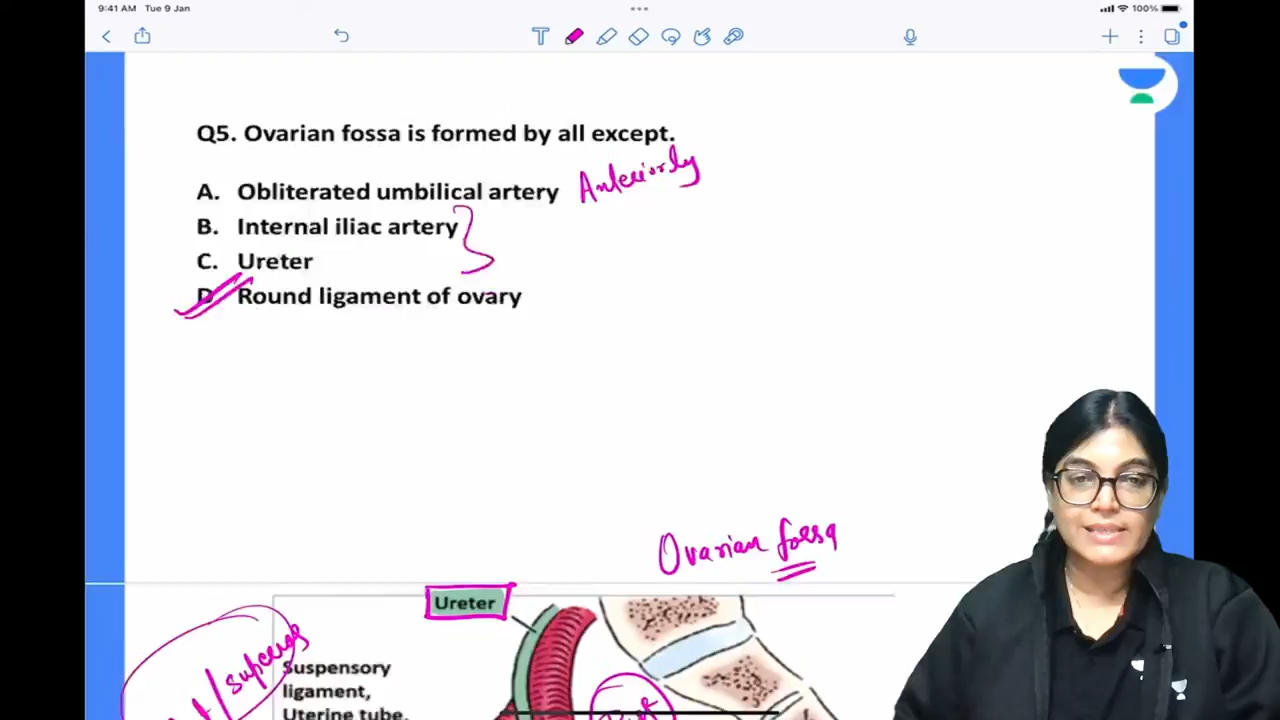 9:41 AM Tue 9 Jan
100%
Q5. Ovarian fossa is formed by all except.
A. Obliterated umbilical artery Anteriorly
B. Internal iliac artery
C. Ureter
D. Round ligament of ovary
Ovarian fossa
Ureter
Suspensory
ligament,
Uterine tube,